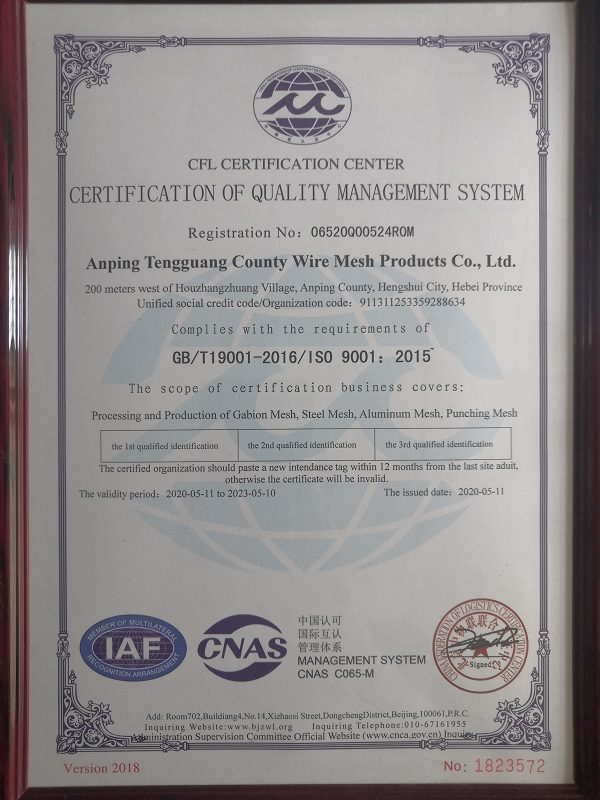 CFL CERTIFICATION CENTER
CERTIFICATION OF QUALITY MANAGEMENT SYSTEM
Registration No: 06520Q00524R0M
Anping Tengguang County Wire Mesh Products Co., Ltd.
200 meters west of Houzhangzhuang Village, Anping County, Hengshui City, Hebei Province
Unified social credit code/Organization code: 911311253359288634
Complies with the requirements of
GB/T19001-2016/ISO 9001: 2015
The scope of certification business covers:
Processing and Production of Gabion Mesh, Steel Mesh, Aluminum Mesh, Punching Mesh
the 1st qualified identification
the 2nd qualified identification
the 3rd qualified identification
The certified organization should paste a new intendance tag within 12 months from the last site aduit,
otherwise the certificate will be invalid.
The validity period: 2020-05-11 to 2023-05-10
The issued date: 2020-05-11
MEMBER OF MULTILATERAL
IAF
RECOGNITION ARRANGEMENT
CNAS
中国认可
国际互认
管理体系
MANAGEMENT SYSTEM
CNAS C065-M
Signed
Add: Room702,Buildiang4,No.14,Xizhaosi Street,DongchengDistrict,Beijing,100061,P.R.C.
Inquiring Website:www.bjzwl.org Inquiring Telephone:010-67161955
Administration Supervision Committee Official Website (www.cnca.gov.cn) Inquiry
Version 2018
No: 1823572